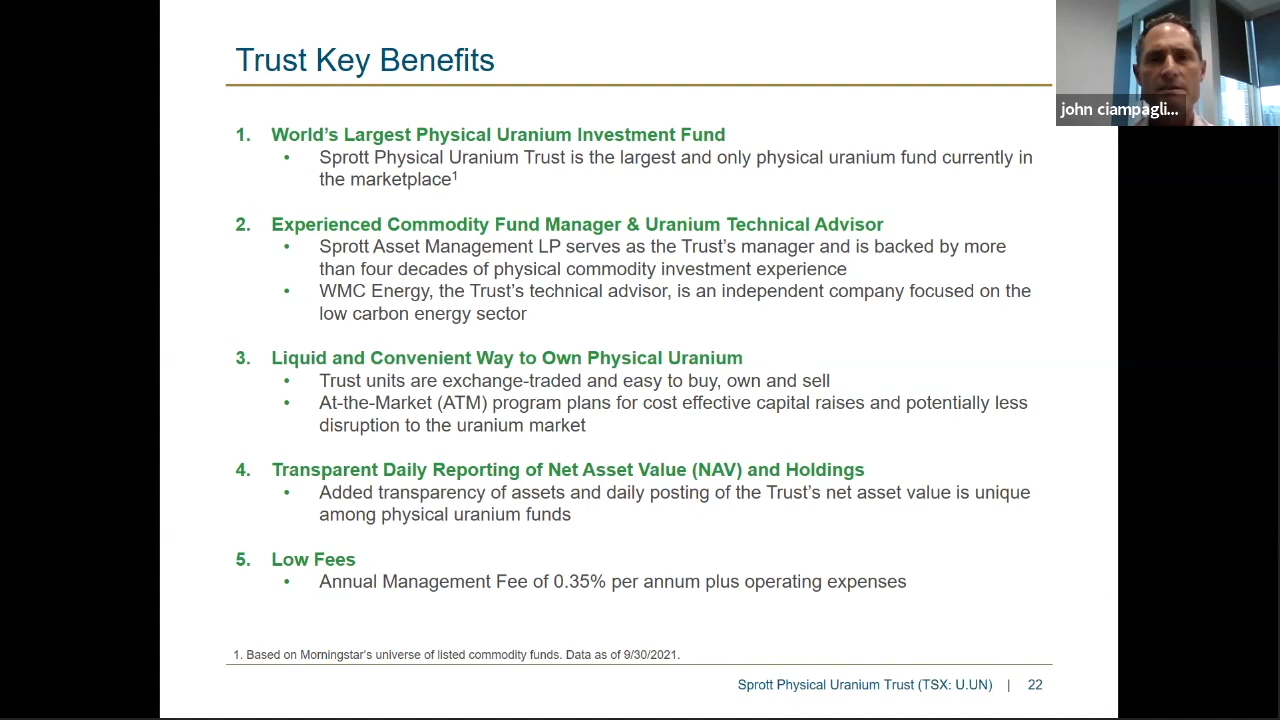 Trust Key Benefits
john ciampagli...
1. World's Largest Physical Uranium Investment Fund
• Sprott Physical Uranium Trust is the largest and only physical uranium fund currently in
the marketplace1
2. Experienced Commodity Fund Manager & Uranium Technical Advisor
• Sprott Asset Management LP serves as the Trust's manager and is backed by more
than four decades of physical commodity investment experience
• WMC Energy, the Trust's technical advisor, is an independent company focused on the
low carbon energy sector
3. Liquid and Convenient Way to Own Physical Uranium
• Trust units are exchange-traded and easy to buy, own and sell
• At-the-Market (ATM) program plans for cost effective capital raises and potentially less
disruption to the uranium market
4. Transparent Daily Reporting of Net Asset Value (NAV) and Holdings
• Added transparency of assets and daily posting of the Trust's net asset value is unique
among physical uranium funds
5. Low Fees
• Annual Management Fee of 0.35% per annum plus operating expenses
1. Based on Morningstar's universe of listed commodity funds. Data as of 9/30/2021.
Sprott Physical Uranium Trust (TSX: U.UN) | 22